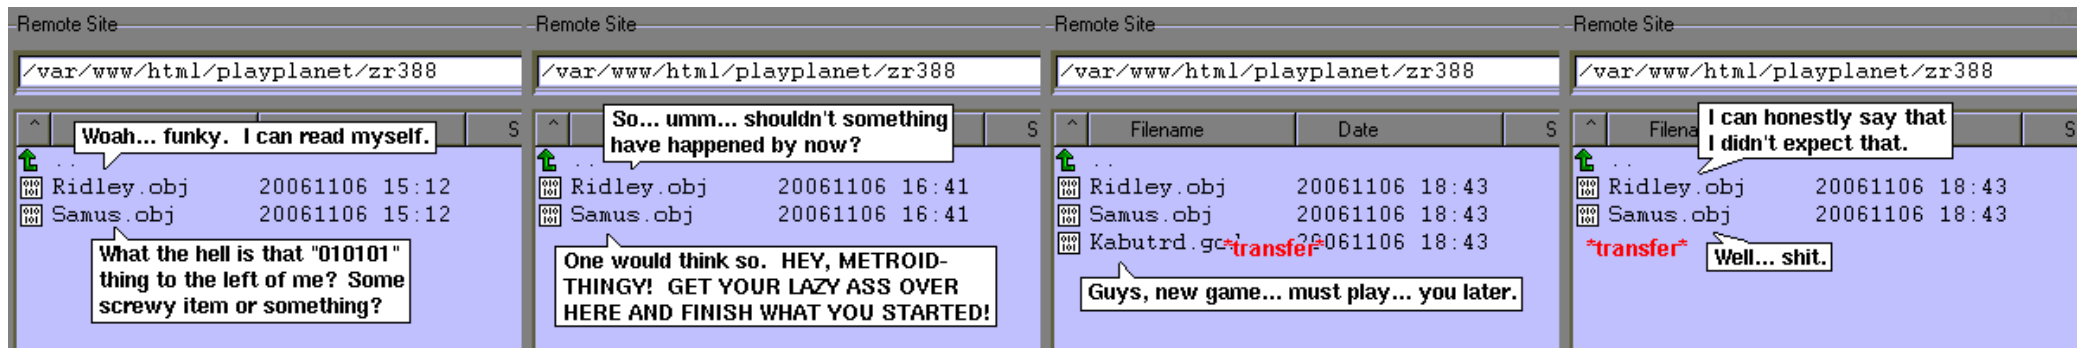 Remote Site
/var/www/html/playplanet/zr388
^ S
Woah... funky. I can read myself.
..
Ridley.obj 20061106 15:12
Samus.obj 20061106 15:12
What the hell is that "010101"
thing to the left of me? Some
screwy item or something?
Remote Site
/var/www/html/playplanet/zr388
^ S
So... umm... shouldn't something
have happened by now?
..
Ridley.obj 20061106 16:41
Samus.obj 20061106 16:41
One would think so. HEY, METROID-
THINGY! GET YOUR LAZY ASS OVER
HERE AND FINISH WHAT YOU STARTED!
Remote Site
/var/www/html/playplanet/zr388
^ Filename Date S
..
Ridley.obj 20061106 18:43
Samus.obj 20061106 18:43
Kabutrd.god 20061106 18:43
*transfer*
Guys, new game... must play... you later.
Remote Site
/var/www/html/playplanet/zr388
^ Filena S
I can honestly say that
I didn't expect that.
..
Ridley.obj 20061106 18:43
Samus.obj 20061106 18:43
*transfer*
Well... shit.